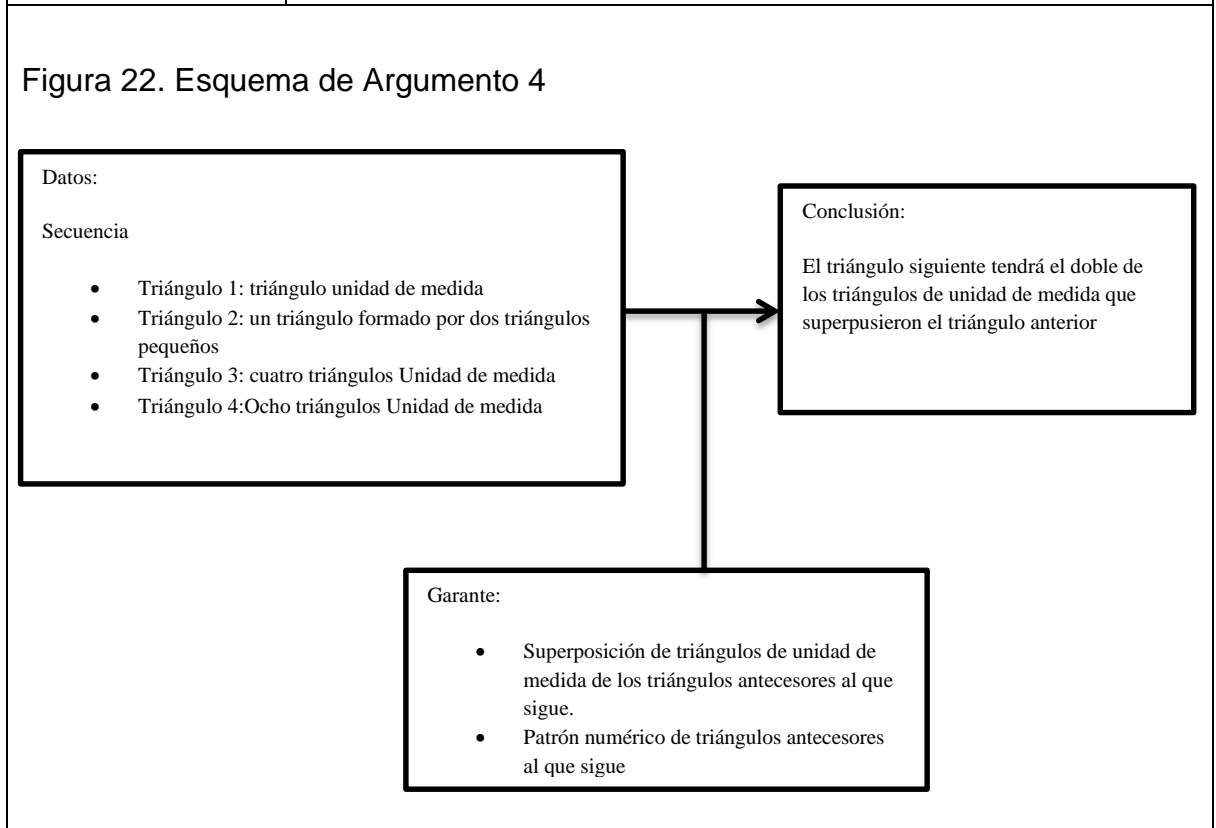 Figura 22. Esquema de Argumento 4
Datos:
Secuencia
• Triángulo 1: triángulo unidad de medida
• Triángulo 2: un triángulo formado por dos triángulos
pequeños
• Triángulo 3: cuatro triángulos Unidad de medida
• Triángulo 4:Ocho triángulos Unidad de medida
Conclusión:
El triángulo siguiente tendrá el doble de
los triángulos de unidad de medida que
superpusieron el triángulo anterior
Garante:
• Superposición de triángulos de unidad de
medida de los triángulos antecesores al que
sigue.
• Patrón numérico de triángulos antecesores
al que sigue